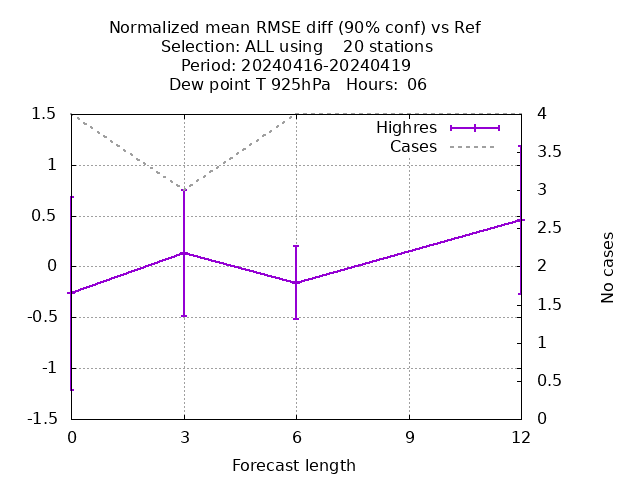 Normalized mean RMSE diff (90% conf) vs Ref
Selection: ALL using    20 stations
Period: 20240416-20240419
Dew point T 925hPa   Hours:  06
1.5
1
0.5
0
-0.5
-1
-1.5
Highres
Cases
4
3.5
3
2.5
2
1.5
1
0.5
0
No cases
0 3 6 9 12
Forecast length